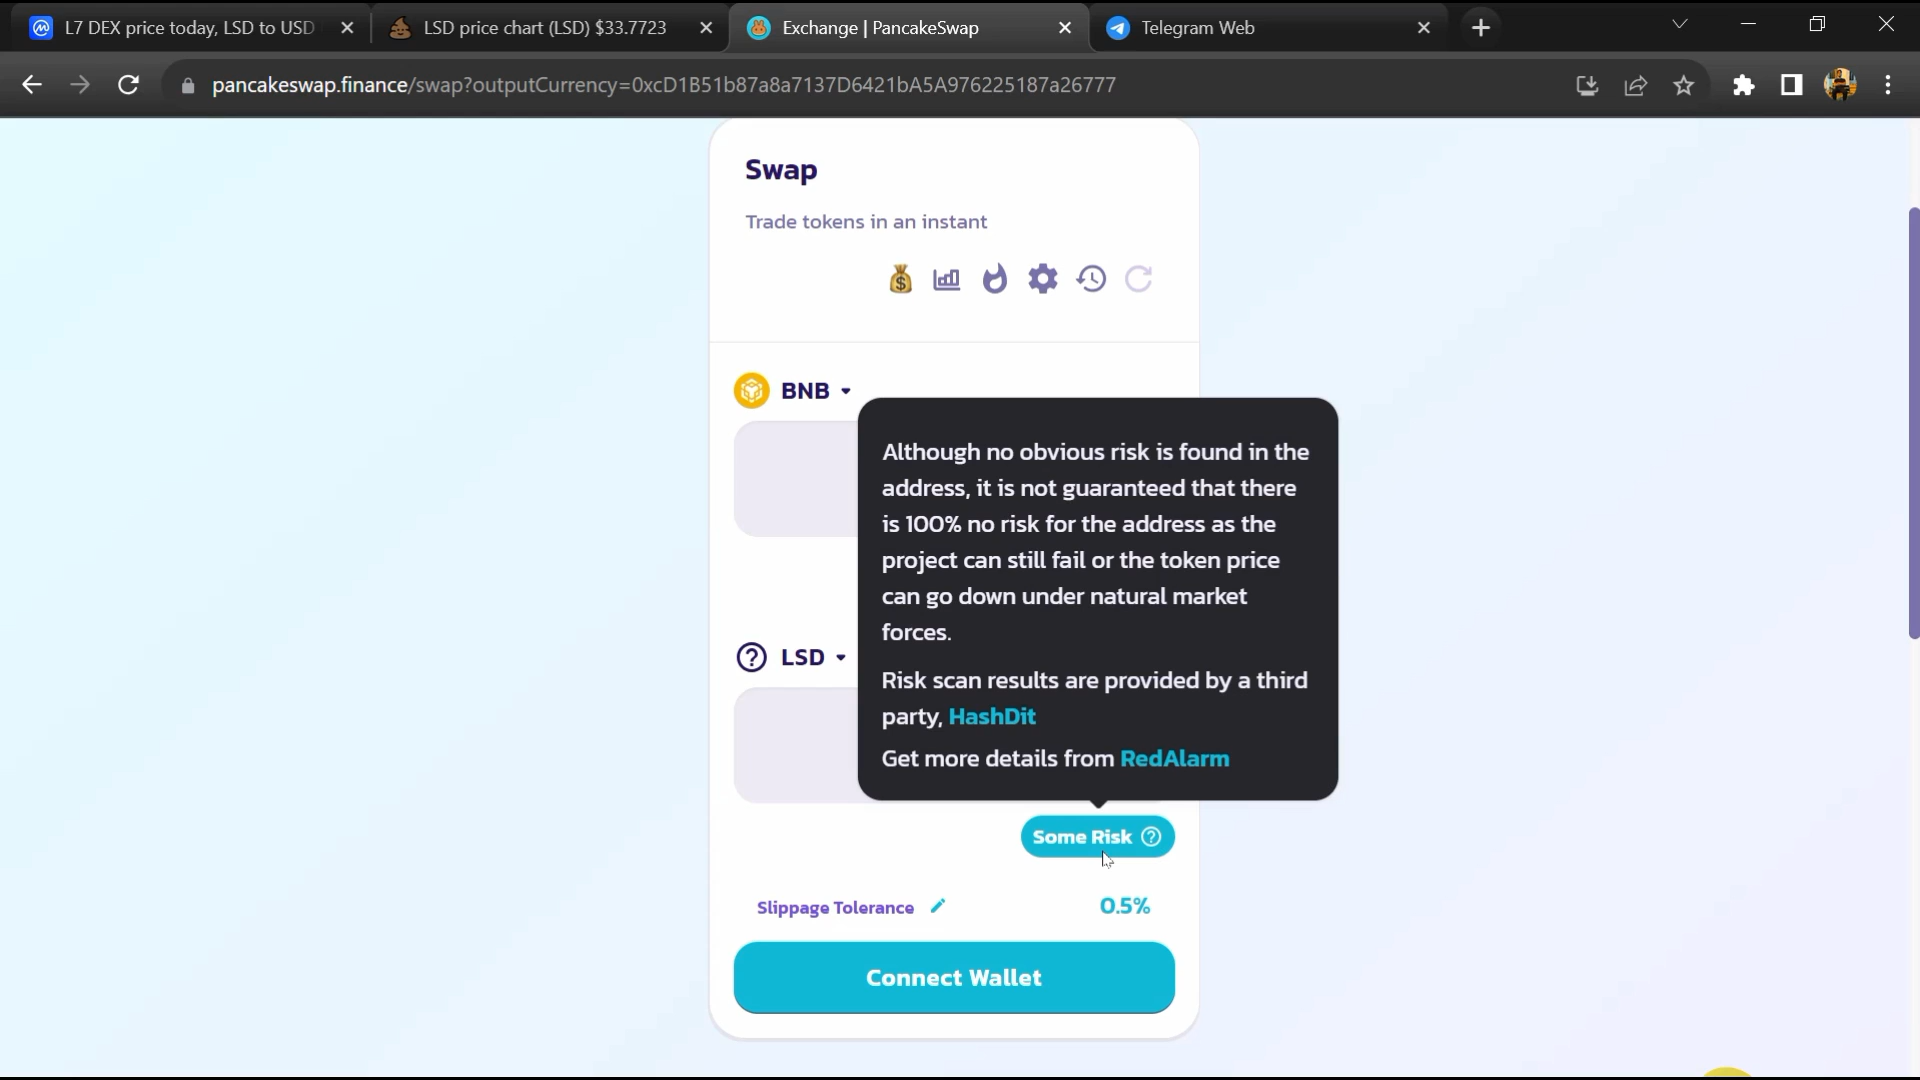 L7 DEX price today, LSD to USD
LSD price chart (LSD) $33.7723
Exchange | PancakeSwap
Telegram Web
pancakeswap.finance/swap?outputCurrency=0xcD1B51b87a8a7137D6421bA5A976225187a26777
Swap
Trade tokens in an instant
BNB
Although no obvious risk is found in the
address, it is not guaranteed that there
is 100% no risk for the address as the
project can still fail or the token price
can go down under natural market
forces.
LSD
Risk scan results are provided by a third
party, HashDit
Get more details from RedAlarm
Some Risk
Slippage Tolerance 0.5%
Connect Wallet